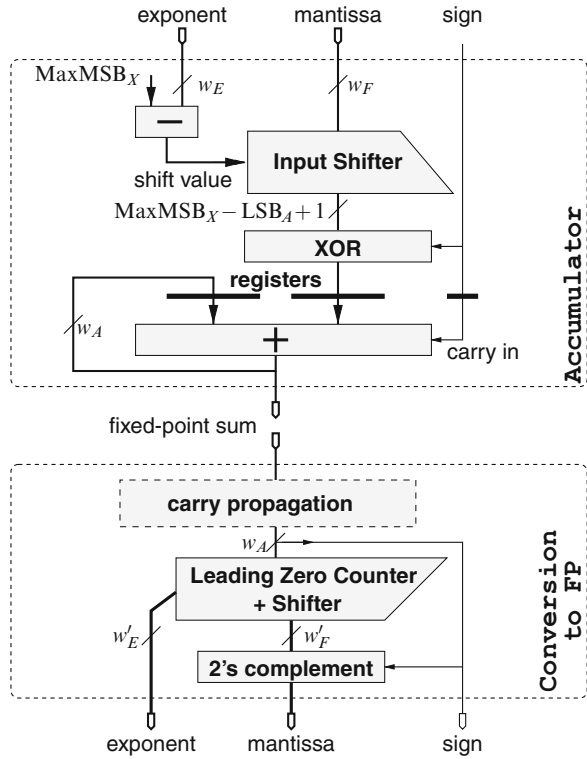 exponent mantissa sign
MaxMSB_X
w_E w_F
−
Input Shifter
shift value
MaxMSB_X − LSB_A + 1
XOR
registers
w_A
+
carry in
Accumulator
fixed-point sum
carry propagation
w_A
Leading Zero Counter
+ Shifter
w'_E w'_F
2's complement
Conversion
to FP
exponent mantissa sign